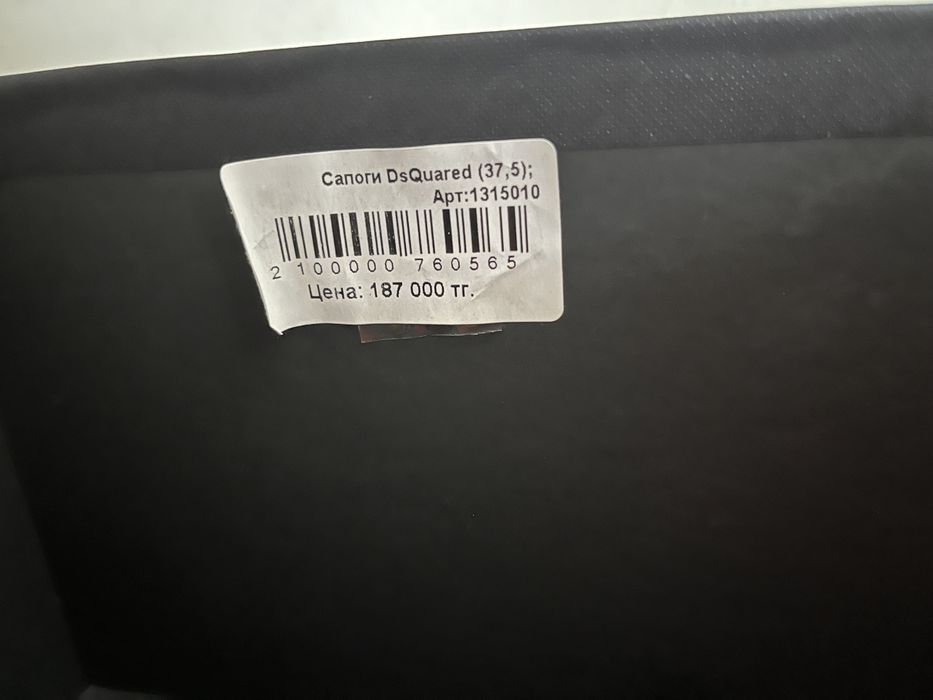 Сапоги DsQuared (37,5);
Арт:1315010
2 100000 760565
Цена: 187 000 тг.